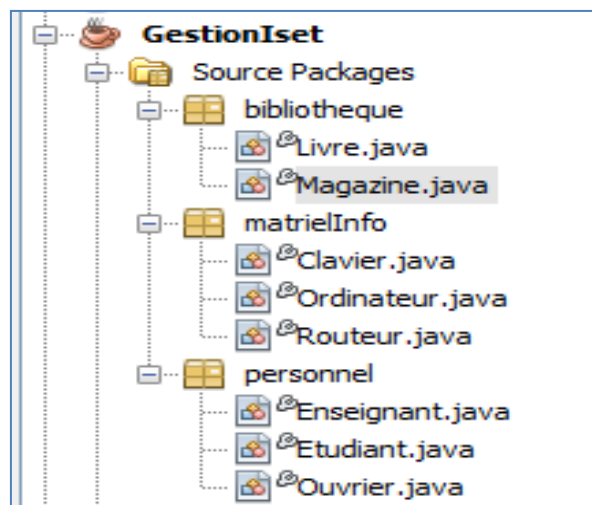 GestionIset
Source Packages
bibliotheque
Livre.java
Magazine.java
matrielInfo
Clavier.java
Ordinateur.java
Routeur.java
personnel
Enseignant.java
Etudiant.java
Ouvrier.java